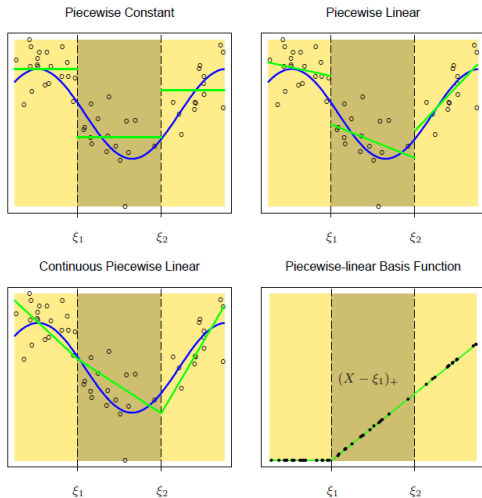 Piecewise Constant
Piecewise Linear
ξ₁ ξ₂
ξ₁ ξ₂
Continuous Piecewise Linear
Piecewise-linear Basis Function
(X − ξ₁)₊
ξ₁ ξ₂
ξ₁ ξ₂